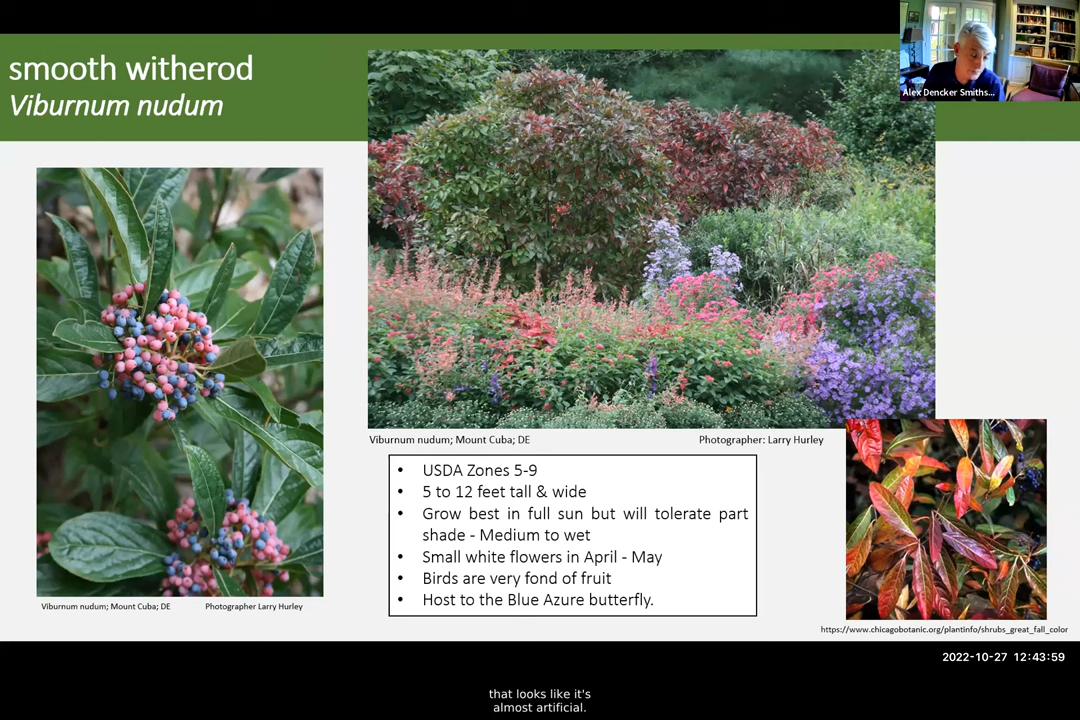 smooth witherod
Viburnum nudum
Alex Dencker Smiths...
Viburnum nudum; Mount Cuba; DE
Photographer: Larry Hurley
• USDA Zones 5-9
• 5 to 12 feet tall & wide
• Grow best in full sun but will tolerate part
shade - Medium to wet
• Small white flowers in April - May
• Birds are very fond of fruit
• Host to the Blue Azure butterfly.
Viburnum nudum; Mount Cuba; DE
Photographer Larry Hurley
https://www.chicagobotanic.org/plantinfo/shrubs_great_fall_color
2022-10-27 12:43:59
that looks like it's
almost artificial.